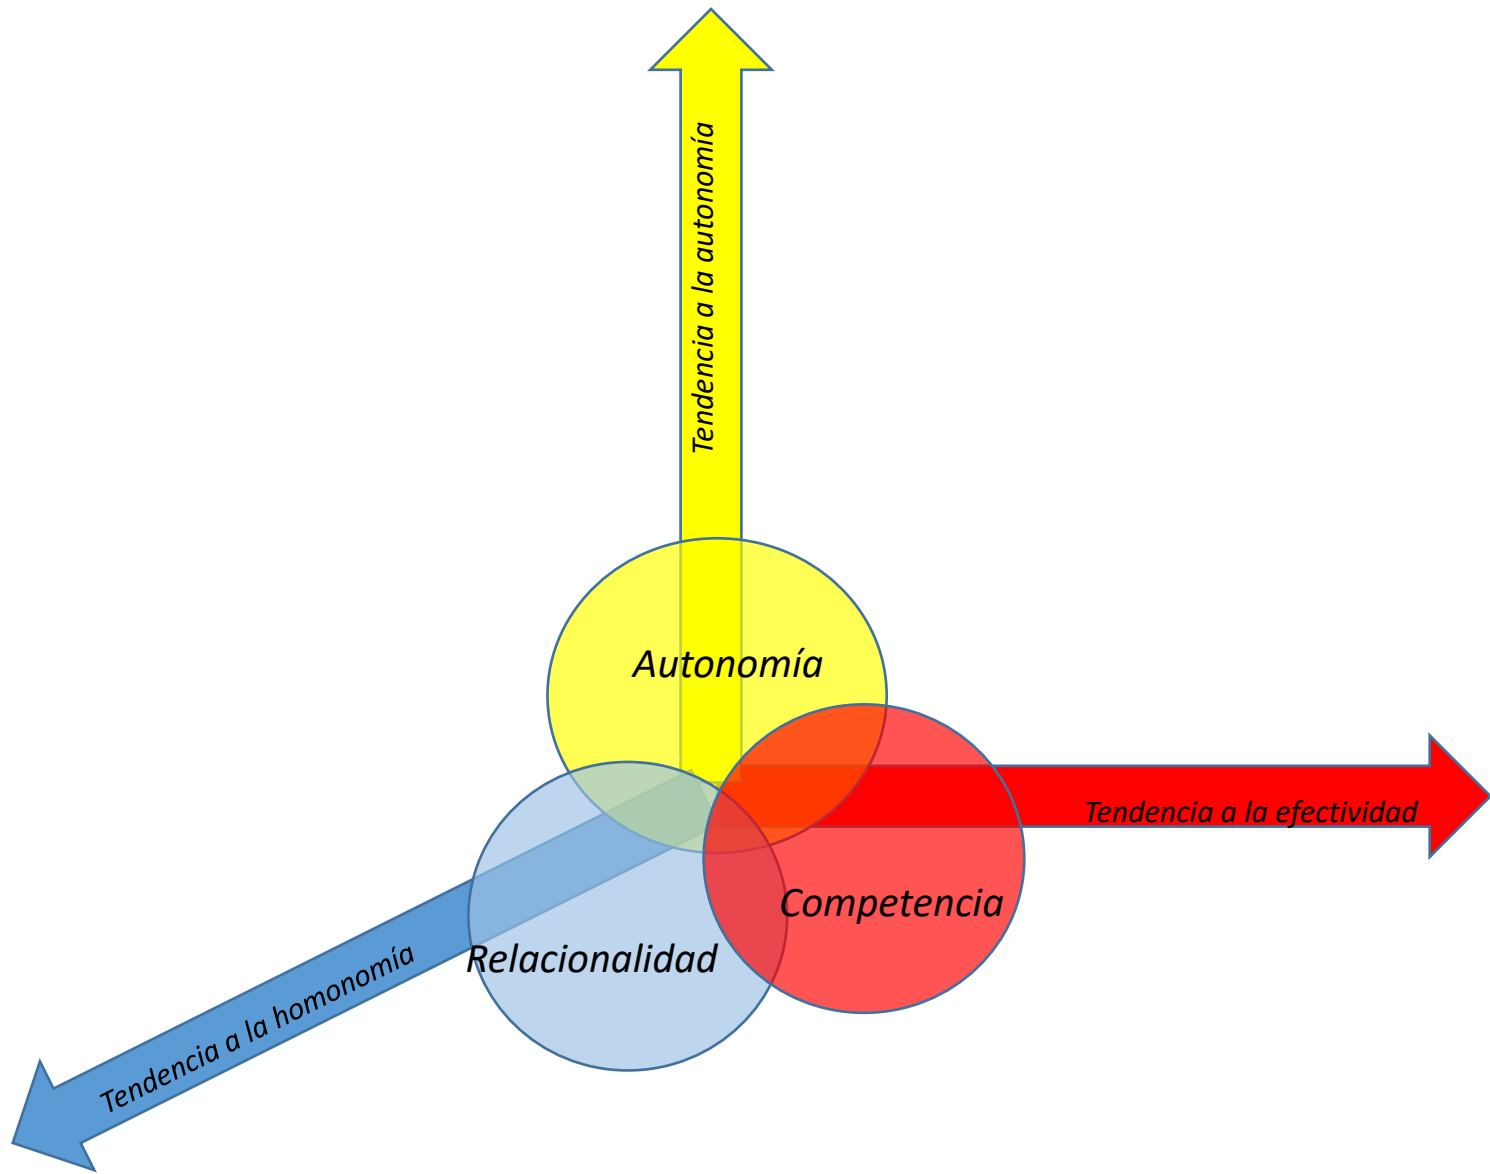 Tendencia a la autonomía
Autonomía
Tendencia a la efectividad
Competencia
Relacionalidad
Tendencia a la homonomía